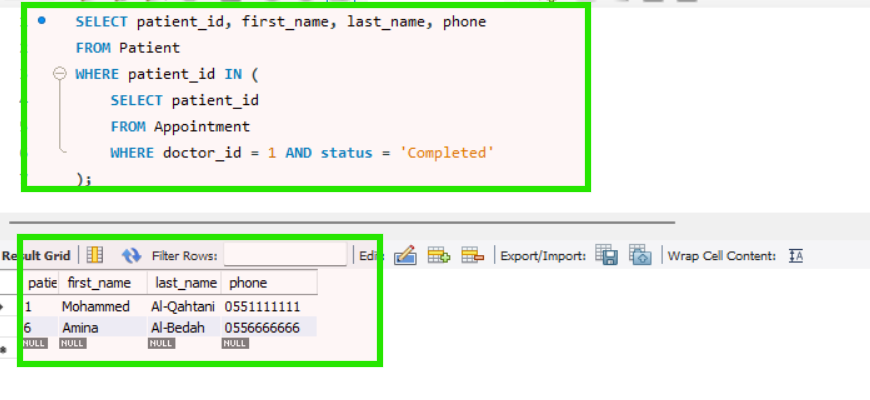 SELECT patient_id, first_name, last_name, phone
FROM Patient
WHERE patient_id IN (
SELECT patient_id
FROM Appointment
WHERE doctor_id = 1 AND status = 'Completed'
);
Result Grid Filter Rows: Edit: Export/Import: Wrap Cell Content: IA
patie first_name last_name phone
1 Mohammed Al-Qahtani 0551111111
6 Amina Al-Bedah 0556666666
NULL NULL NULL NULL